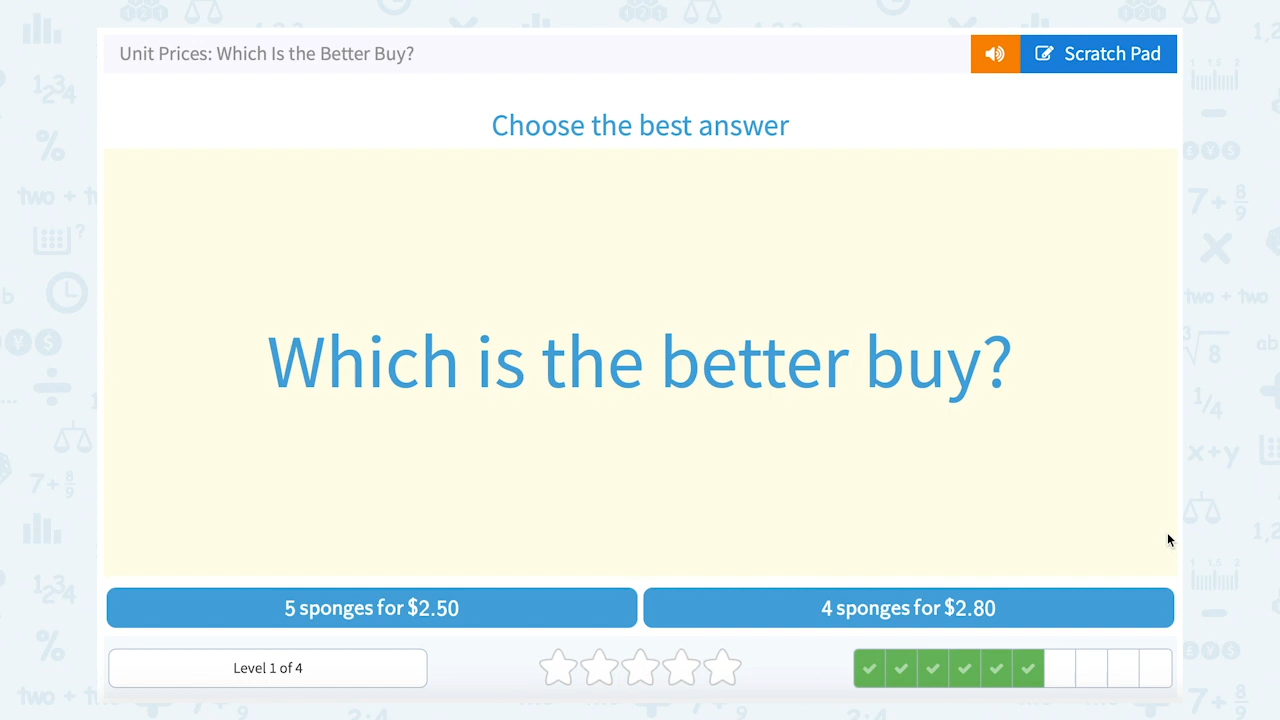 Unit Prices: Which Is the Better Buy?
Scratch Pad
Choose the best answer
Which is the better buy?
5 sponges for $2.50
4 sponges for $2.80
Level 1 of 4